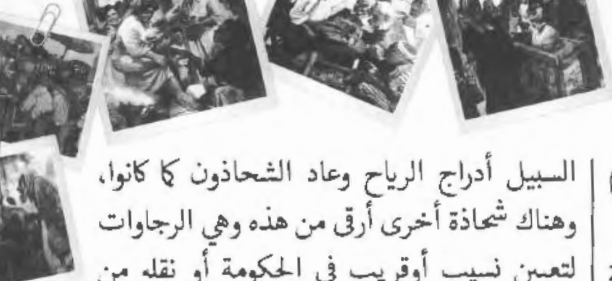 السبيل أدراج الرياح وعاد الشحاذون كما كانوا،
وهناك شحاذة أخرى أرقى من هذه وهي الرجاوات
لتعيين نسيب أوقريب في الحكومة أو نقله من